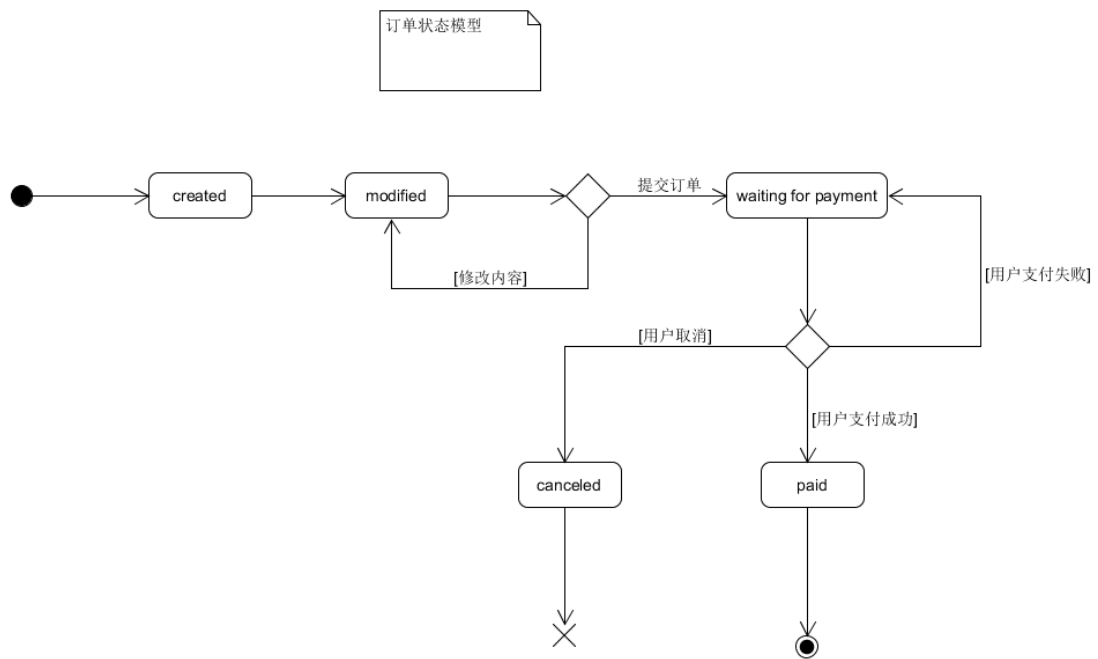 订单状态模型
created
modified
提交订单
waiting for payment
[修改内容]
[用户支付失败]
[用户取消]
[用户支付成功]
canceled
paid